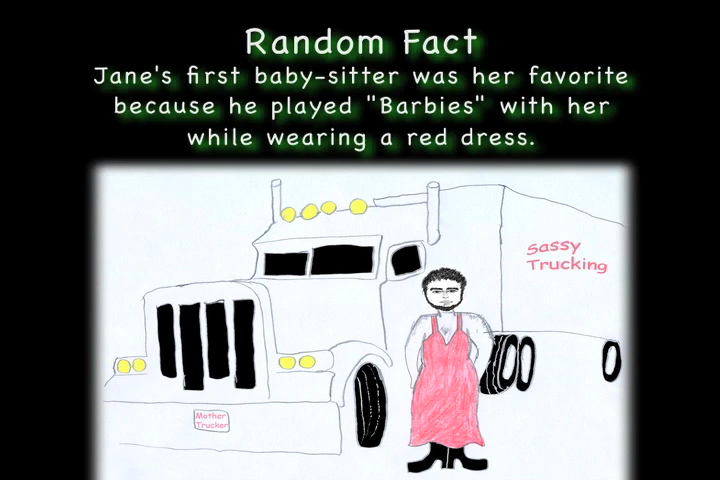 Random Fact
Jane's first baby-sitter was her favorite
because he played "Barbies" with her
while wearing a red dress.
Sassy
Trucking
Mother
Trucker